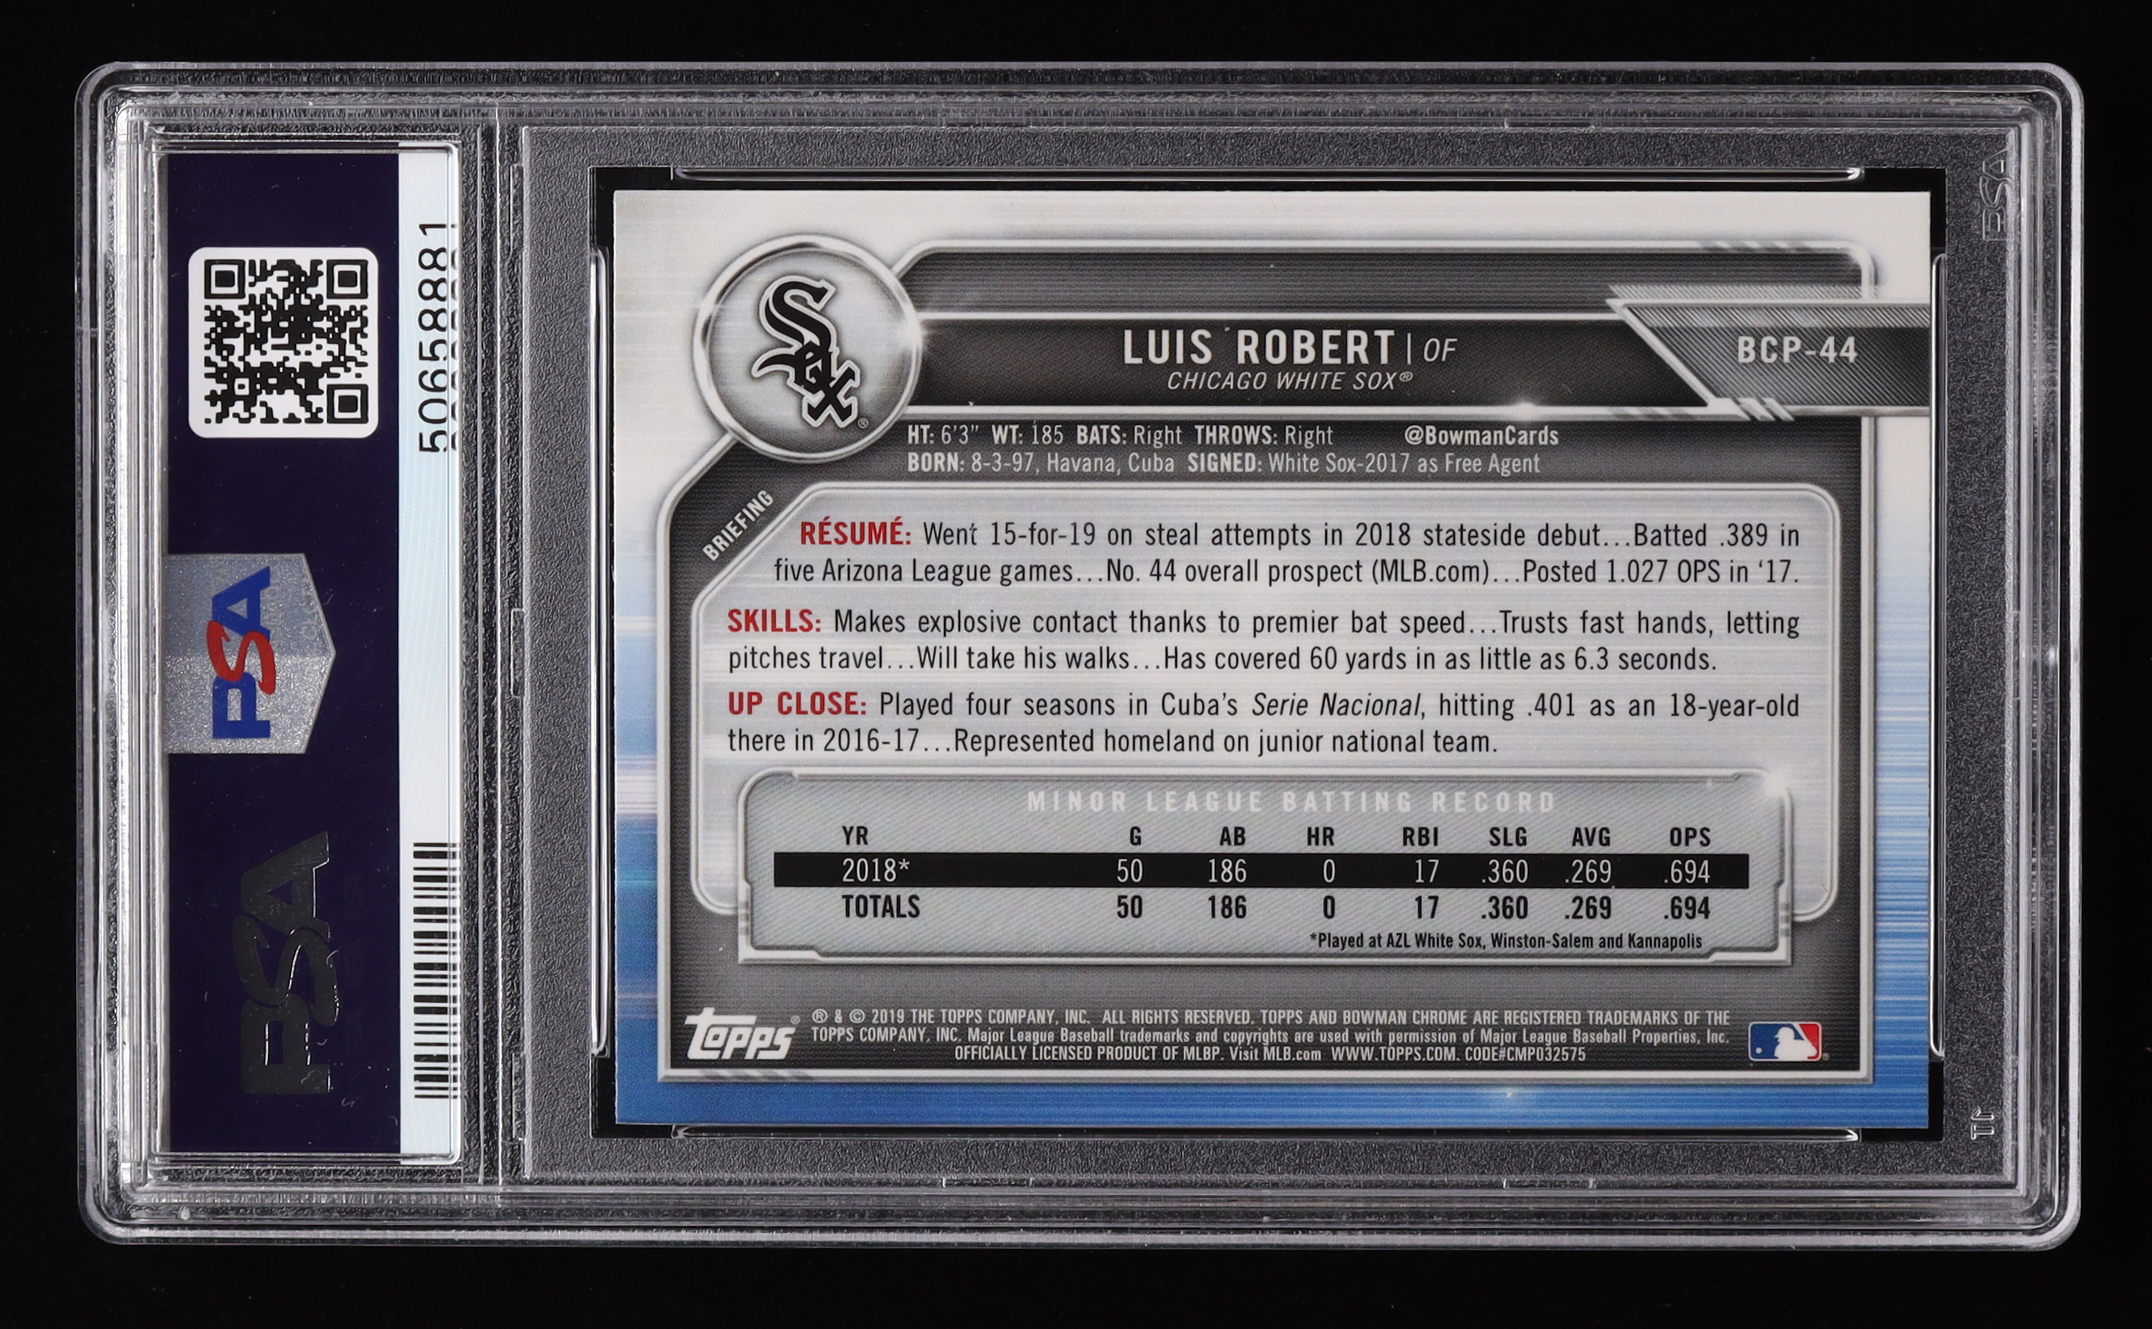 50658881
PSA
PSA
PSA
Sox®
LUIS ROBERT | OF
CHICAGO WHITE SOX®
BCP-44
HT: 6'3" WT: 185 BATS: Right THROWS: Right @BowmanCards
BORN: 8-3-97, Havana, Cuba SIGNED: White Sox-2017 as Free Agent
BRIEFING
RÉSUMÉ: Went 15-for-19 on steal attempts in 2018 stateside debut...Batted .389 in
five Arizona League games...No. 44 overall prospect (MLB.com)...Posted 1.027 OPS in '17.
SKILLS: Makes explosive contact thanks to premier bat speed...Trusts fast hands, letting
pitches travel...Will take his walks...Has covered 60 yards in as little as 6.3 seconds.
UP CLOSE: Played four seasons in Cuba's Serie Nacional, hitting .401 as an 18-year-old
there in 2016-17...Represented homeland on junior national team.
MINOR LEAGUE BATTING RECORD
YR G AB HR RBI SLG AVG OPS
2018* 50 186 0 17 .360 .269 .694
TOTALS 50 186 0 17 .360 .269 .694
*Played at AZL White Sox, Winston-Salem and Kannapolis
Topps®
® & © 2019 THE TOPPS COMPANY, INC. ALL RIGHTS RESERVED. TOPPS AND BOWMAN CHROME ARE REGISTERED TRADEMARKS OF THE
TOPPS COMPANY, INC. Major League Baseball trademarks and copyrights are used with permission of Major League Baseball Properties, Inc.
OFFICIALLY LICENSED PRODUCT OF MLBP. Visit MLB.com WWW.TOPPS.COM. CODE#CMP032575